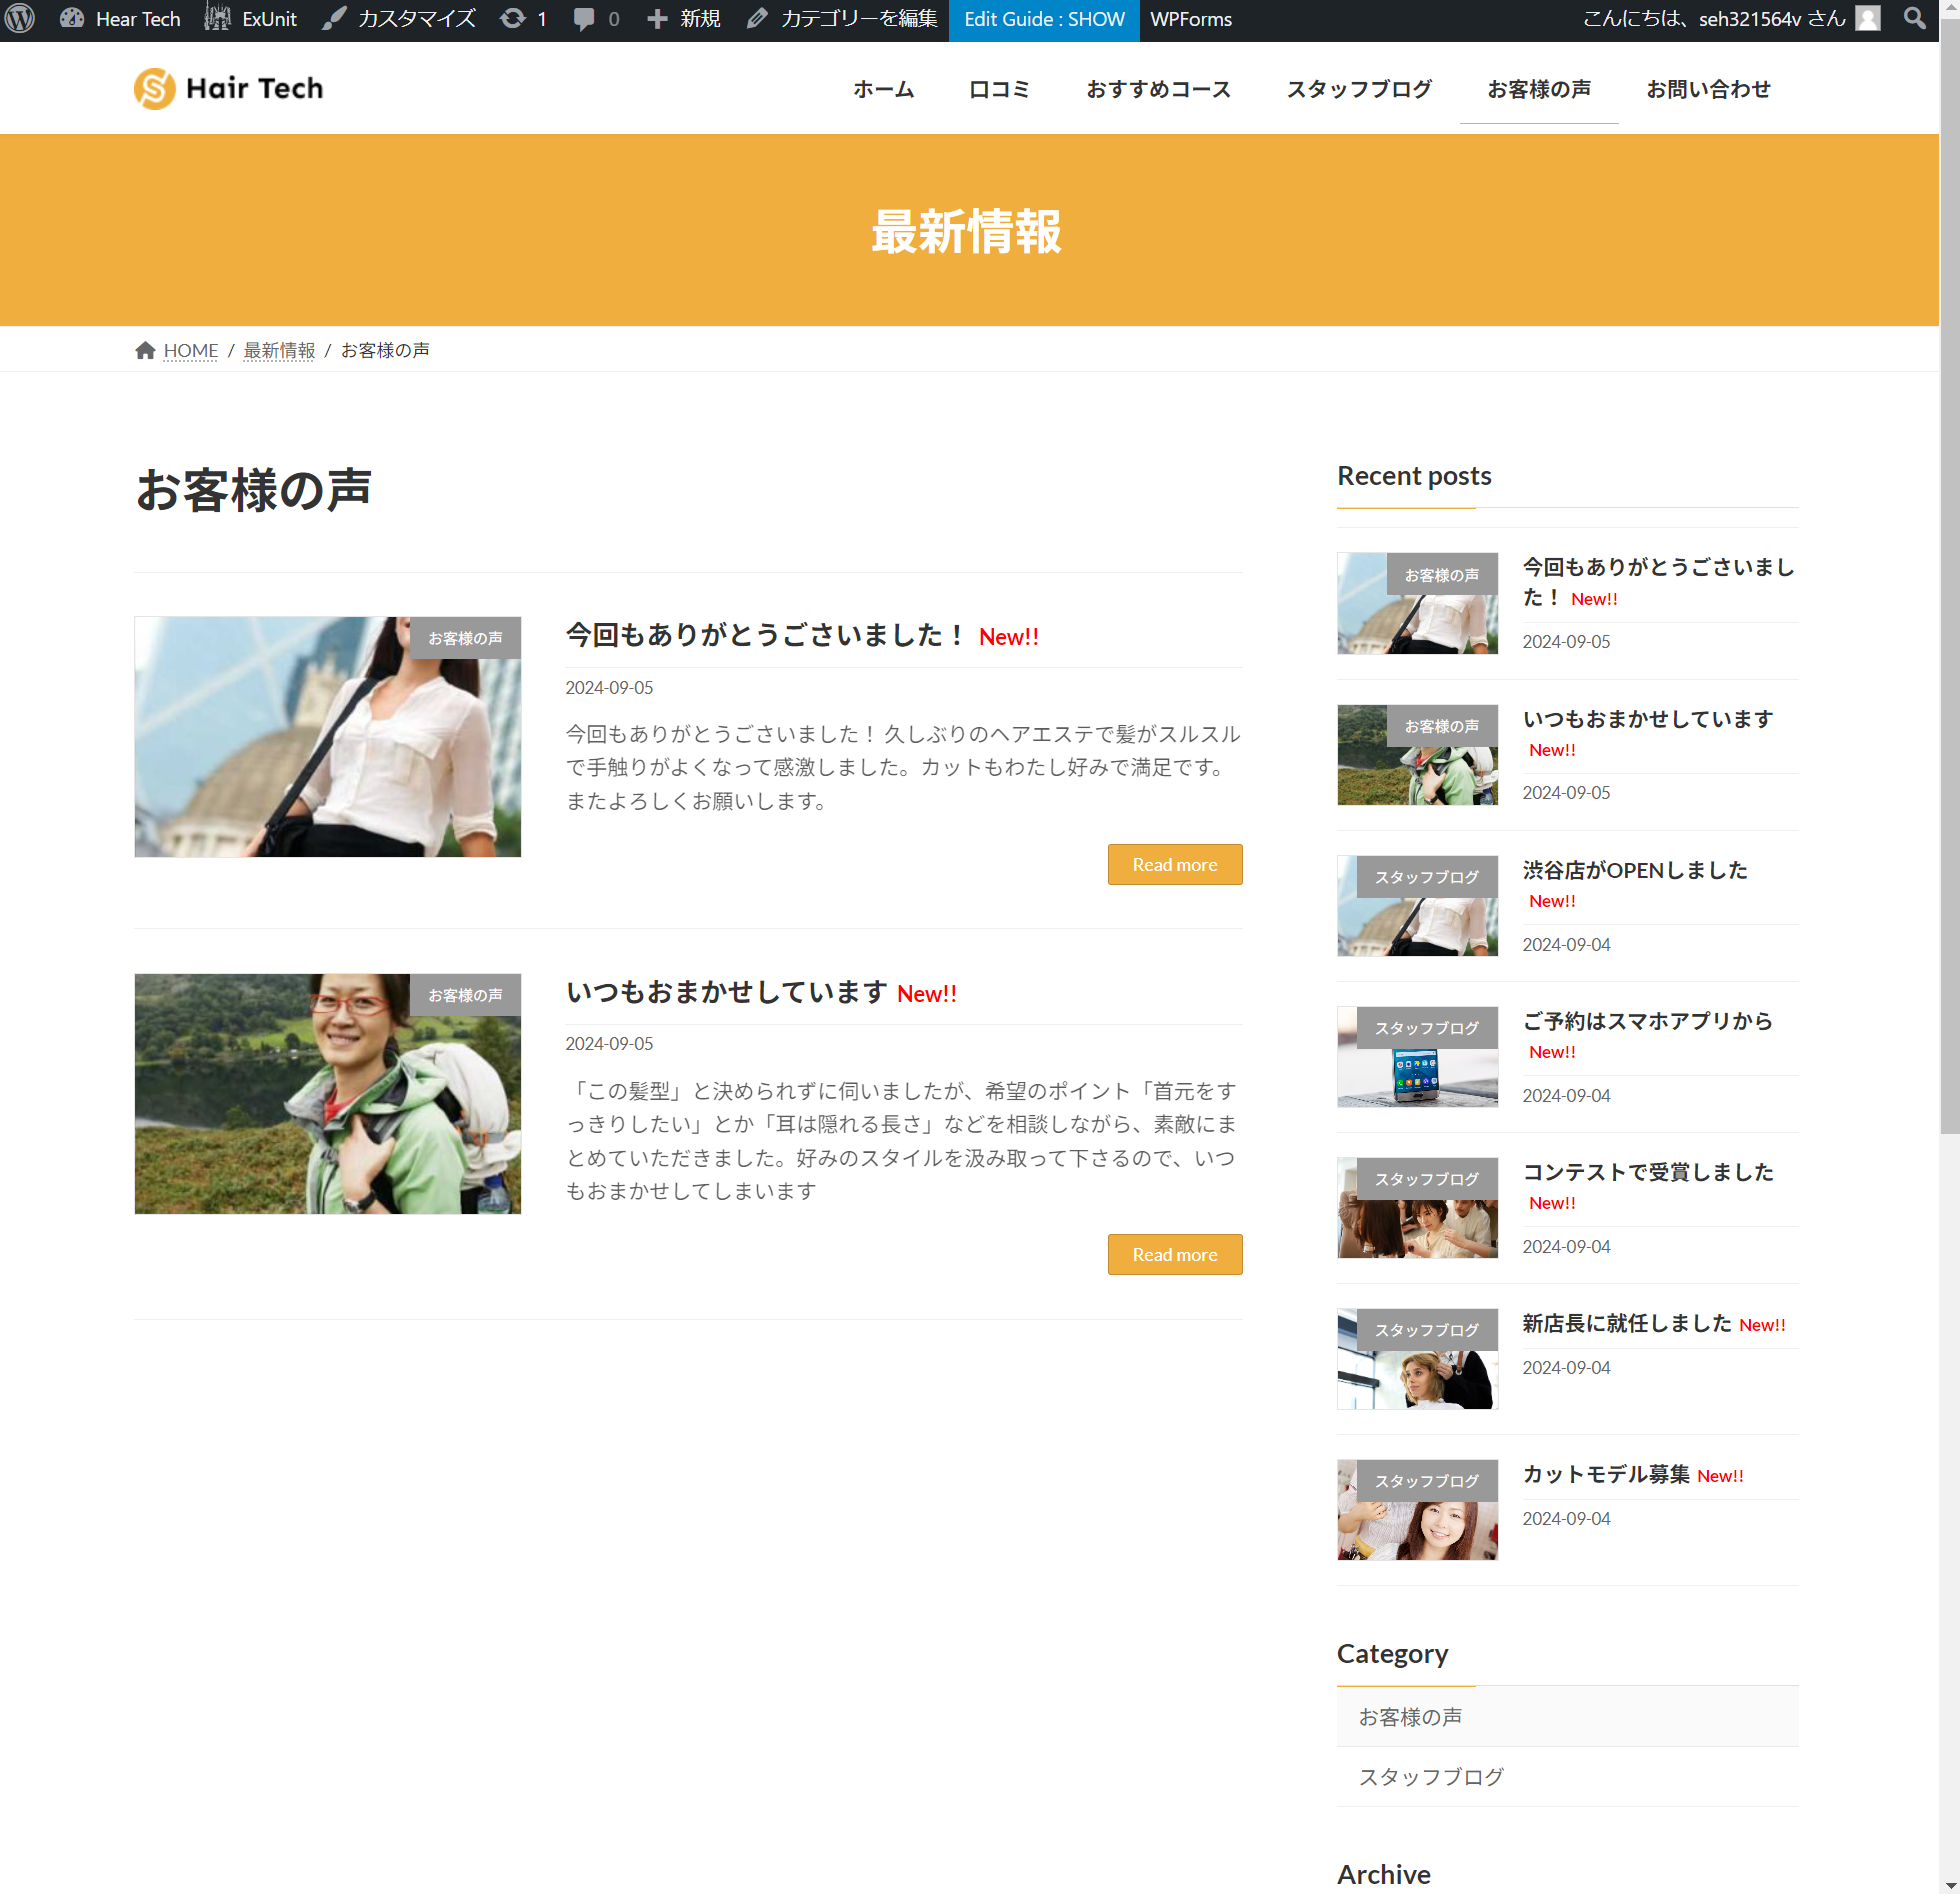 Hear Tech ExUnit カスタマイズ 1 0 新規 カテゴリーを編集 Edit Guide : SHOW WPForms こんにちは、seh321564v さん
Hair Tech ホーム 口コミ おすすめコース スタッフブログ お客様の声 お問い合わせ
最新情報
HOME / 最新情報 / お客様の声
お客様の声
お客様の声
今回もありがとうごさいました！ New!!
2024-09-05
今回もありがとうごさいました！ 久しぶりのヘアエステで髪がスルスル
で手触りがよくなって感激しました。カットもわたし好みで満足です。
またよろしくお願いします。
Read more
お客様の声
いつもおまかせしています New!!
2024-09-05
「この髪型」と決められずに伺いましたが、希望のポイント「首元をす
っきりしたい」とか「耳は隠れる長さ」などを相談しながら、素敵にま
とめていただきました。好みのスタイルを汲み取って下さるので、いつ
もおまかせしてしまいます
Read more
Recent posts
お客様の声
今回もありがとうごさいまし
た！ New!!
2024-09-05
お客様の声
いつもおまかせしています
New!!
2024-09-05
スタッフブログ
渋谷店がOPENしました
New!!
2024-09-04
スタッフブログ
ご予約はスマホアプリから
New!!
2024-09-04
スタッフブログ
コンテストで受賞しました
New!!
2024-09-04
スタッフブログ
新店長に就任しました New!!
2024-09-04
スタッフブログ
カットモデル募集 New!!
2024-09-04
Category
お客様の声
スタッフブログ
Archive